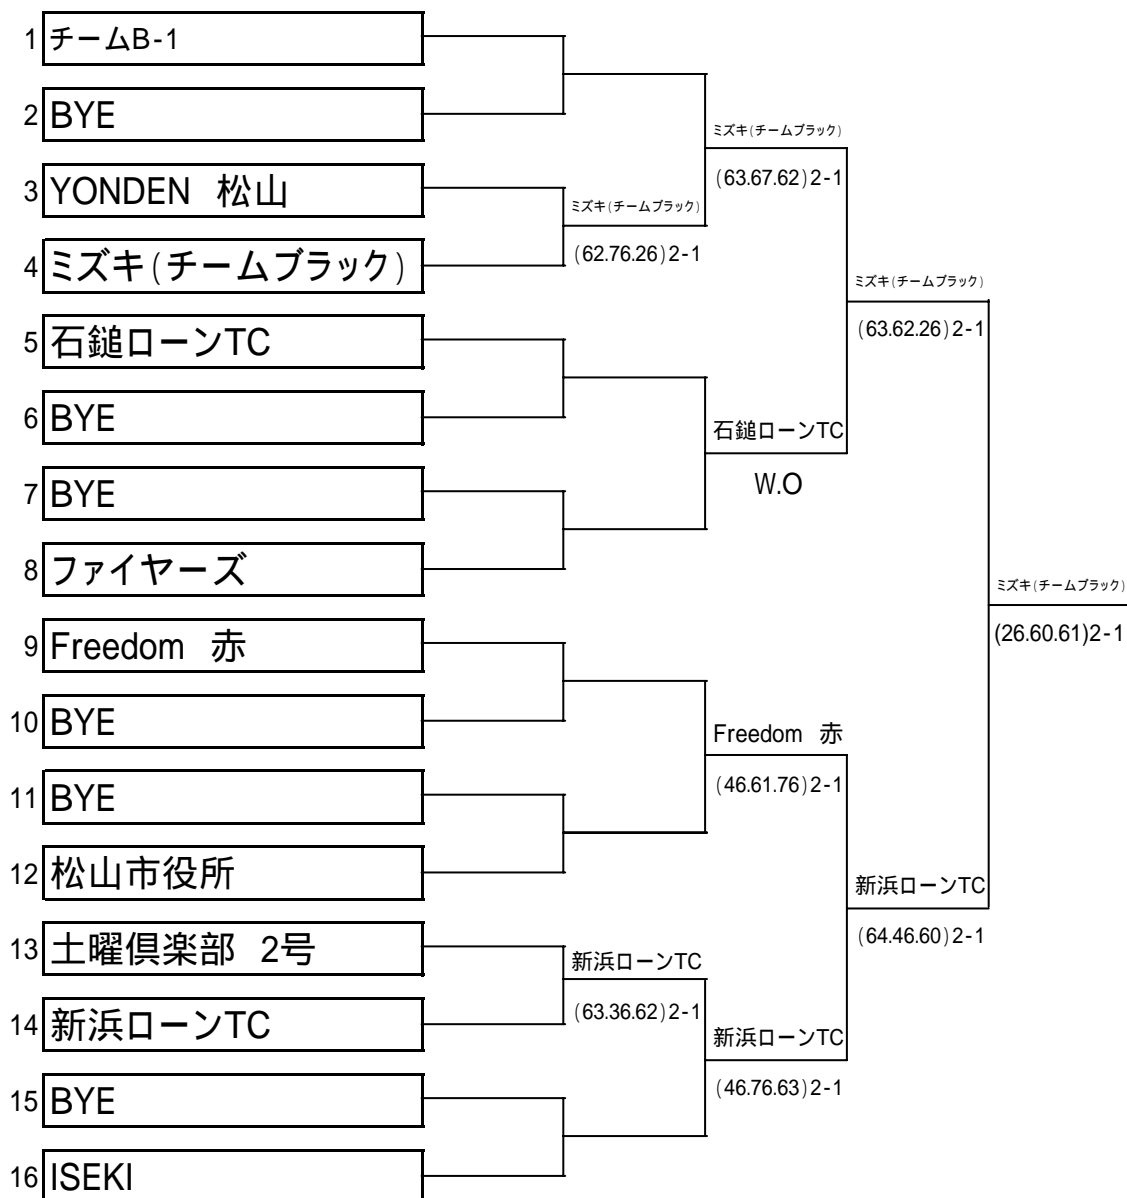 1 チームB-1
2 BYE
3 YONDEN 松山
4 ミズキ(チームブラック)
5 石鎚ローンTC
6 BYE
7 BYE
8 ファイヤーズ
9 Freedom 赤
10 BYE
11 BYE
12 松山市役所
13 土曜倶楽部 2号
14 新浜ローンTC
15 BYE
16 ISEKI
ミズキ(チームブラック)
(62.76.26)2-1
新浜ローンTC
(63.36.62)2-1
ミズキ(チームブラック)
(63.67.62)2-1
石鎚ローンTC
W.O
Freedom 赤
(46.61.76)2-1
新浜ローンTC
(46.76.63)2-1
ミズキ(チームブラック)
(63.62.26)2-1
新浜ローンTC
(64.46.60)2-1
ミズキ(チームブラック)
(26.60.61)2-1